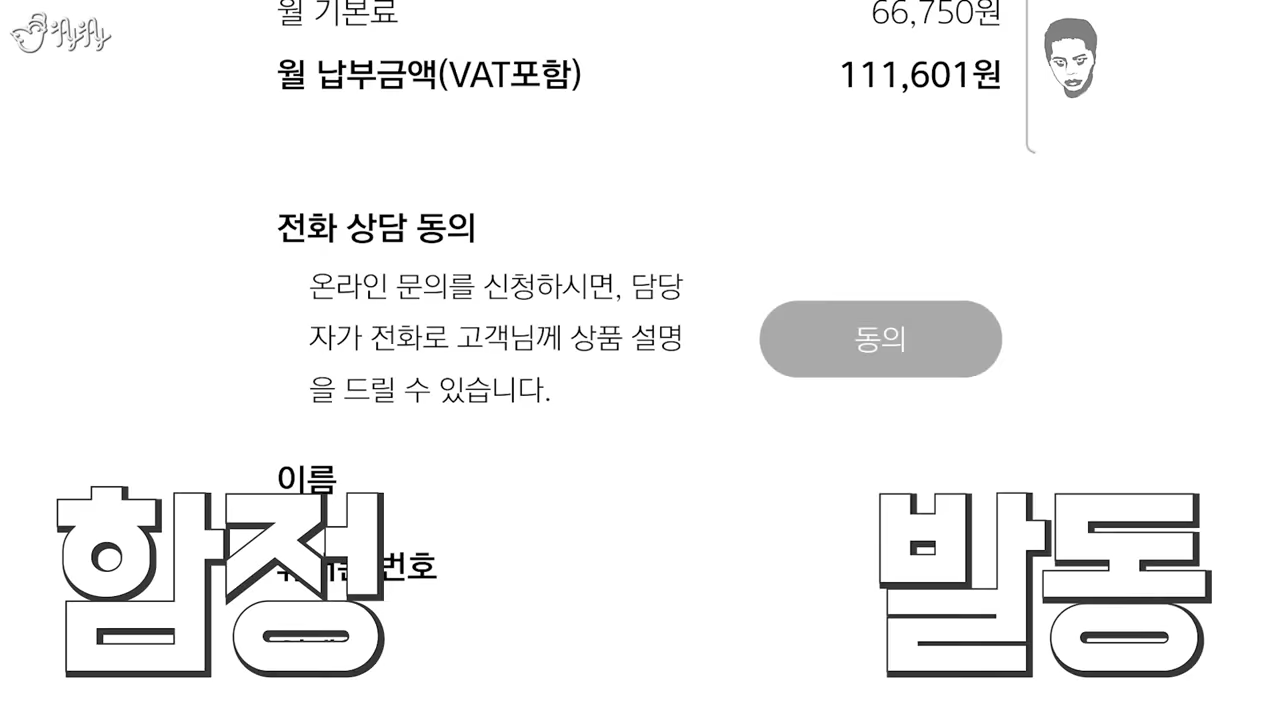 월 기본료 66,750원
월 납부금액(VAT포함) 111,601원
전화 상담 동의
온라인 문의를 신청하시면, 담당
자가 전화로 고객님께 상품 설명
을 드릴 수 있습니다.
동의
이름
번호
함정 발동